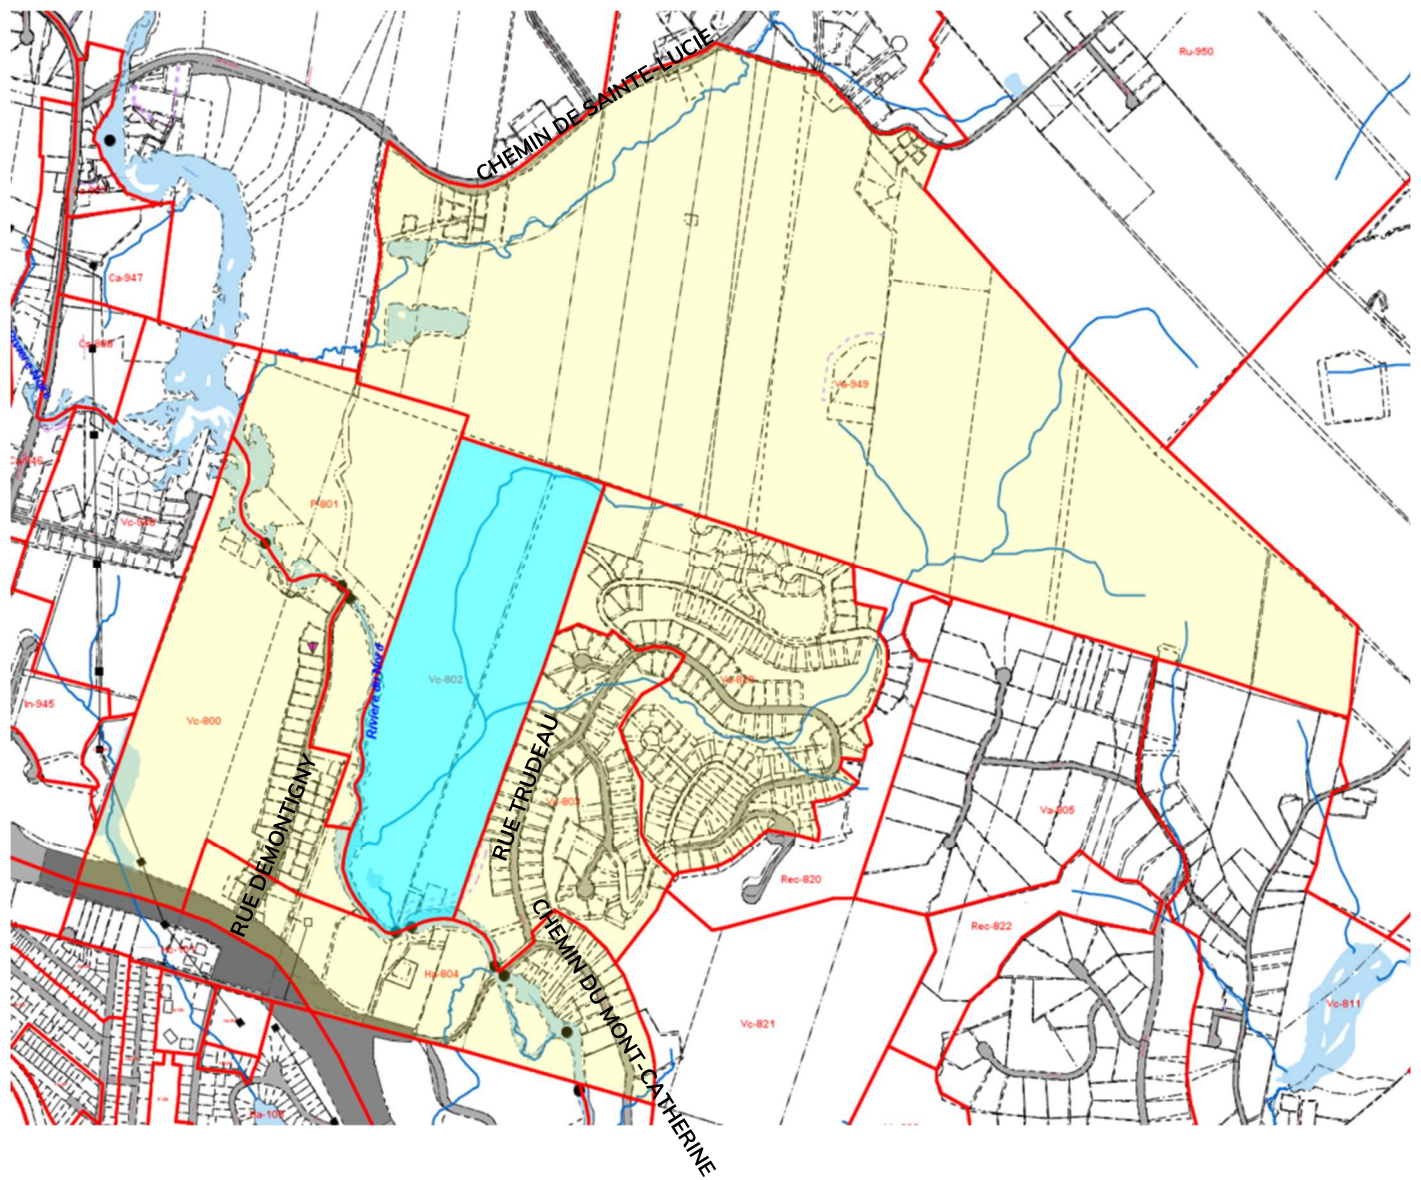 Ru-950
CHEMIN DE SAINTE-LUCIE
Ca-947
Va-949
P-801
In-945
Vc-800
Rivière du Nord
Vc-802
RUE TRUDEAU
RUE DEMONTIGNY
Va-805
Rec-820
Rec-822
CHEMIN DU MONT-CATHERINE
Ha-804
Vc-821
Vc-811